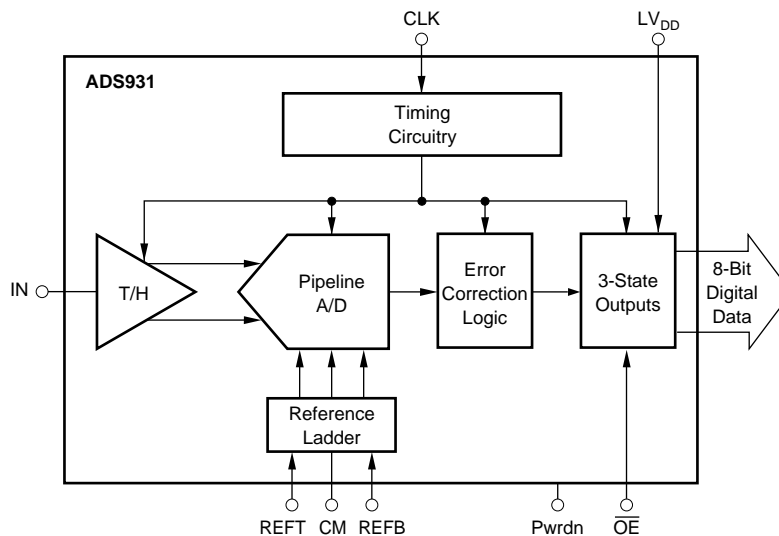 CLK
LVDD
ADS931
Timing
Circuitry
IN
T/H
Pipeline
A/D
Error
Correction
Logic
3-State
Outputs
8-Bit
Digital
Data
Reference
Ladder
REFT
CM
REFB
Pwrdn
O̅E̅